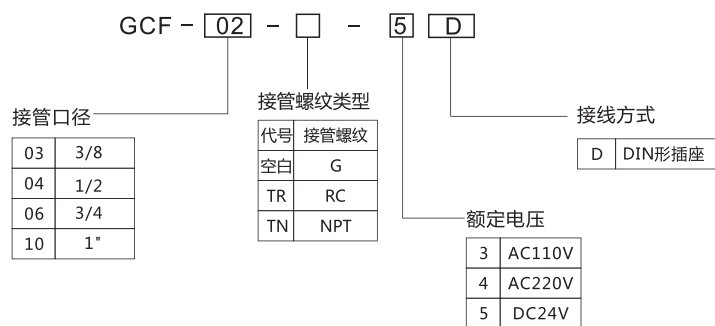 GCF - 02 - □ - 5 D
接管口径
03 3/8
04 1/2
06 3/4
10 1"
接管螺纹类型
代号 接管螺纹
空白 G
TR RC
TN NPT
接线方式
D DIN形插座
额定电压
3 AC110V
4 AC220V
5 DC24V